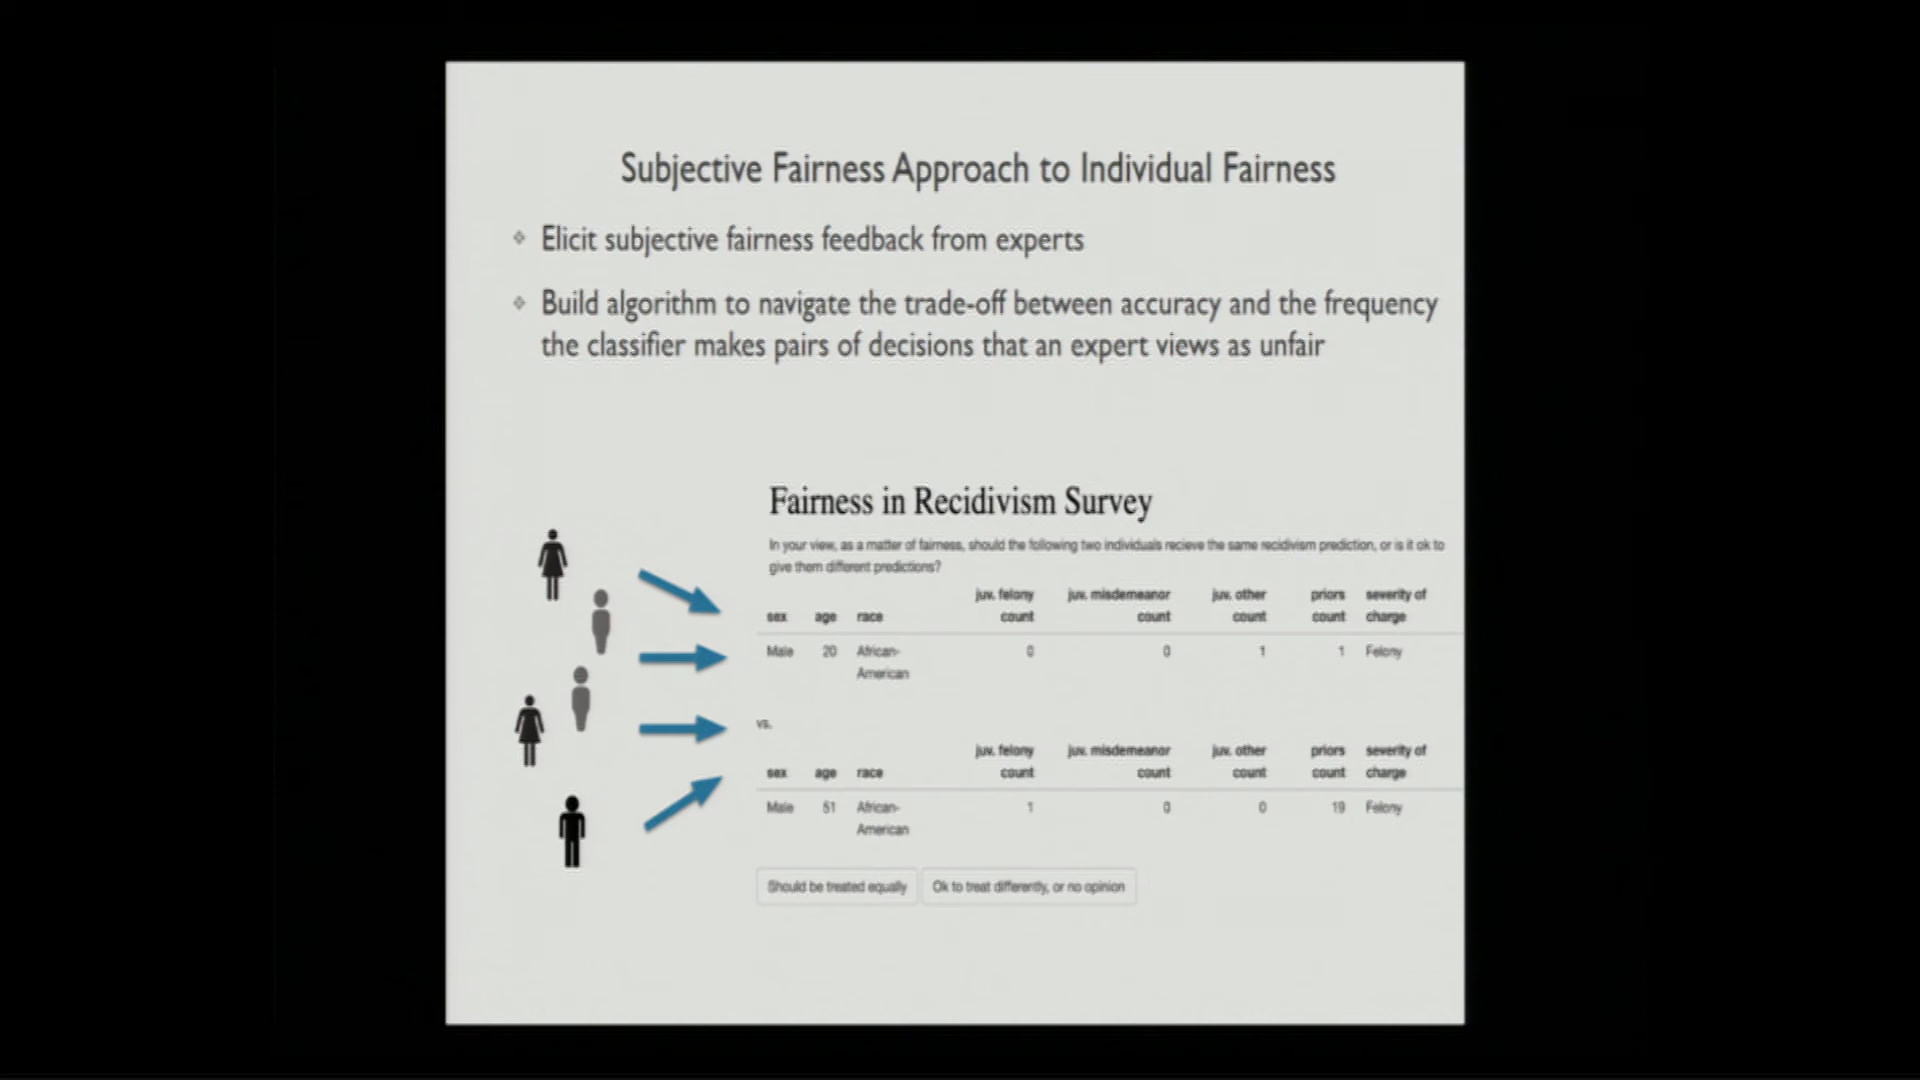 Subjective Fairness Approach to Individual Fairness
❖ Elicit subjective fairness feedback from experts
❖ Build algorithm to navigate the trade-off between accuracy and the frequency
the classifier makes pairs of decisions that an expert views as unfair
Fairness in Recidivism Survey
In your view, as a matter of fairness, should the following two individuals recieve the same recidivism prediction, or is it ok to
give them different predictions?
juv. felony juv. misdemeanor juv. other priors severity of
sex age race count count count count charge
Male 20 African- 0 0 1 1 Felony
American
vs.
juv. felony juv. misdemeanor juv. other priors severity of
sex age race count count count count charge
Male 51 African- 1 0 0 19 Felony
American
Should be treated equally Ok to treat differently, or no opinion